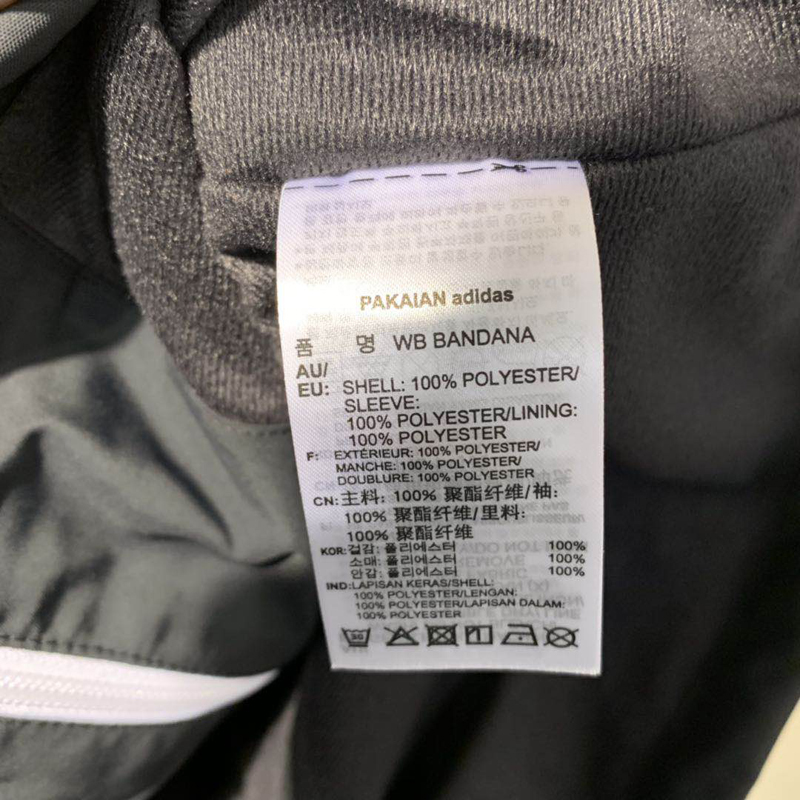 PAKAIAN adidas
품 명 WB BANDANA
AU/
EU: SHELL: 100% POLYESTER/
SLEEVE:
100% POLYESTER/LINING:
100% POLYESTER
F: EXTÉRIEUR: 100% POLYESTER/
MANCHE: 100% POLYESTER/
DOUBLURE: 100% POLYESTER
CN: 主料: 100% 聚酯纤维/袖:
100% 聚酯纤维/里料:
100% 聚酯纤维
KOR: 겉감: 폴리에스터 100%
소매: 폴리에스터 100%
안감: 폴리에스터 100%
IND: LAPISAN KERAS/SHELL:
100% POLYESTER/LENGAN:
100% POLYESTER/LAPISAN DALAM:
100% POLYESTER
30